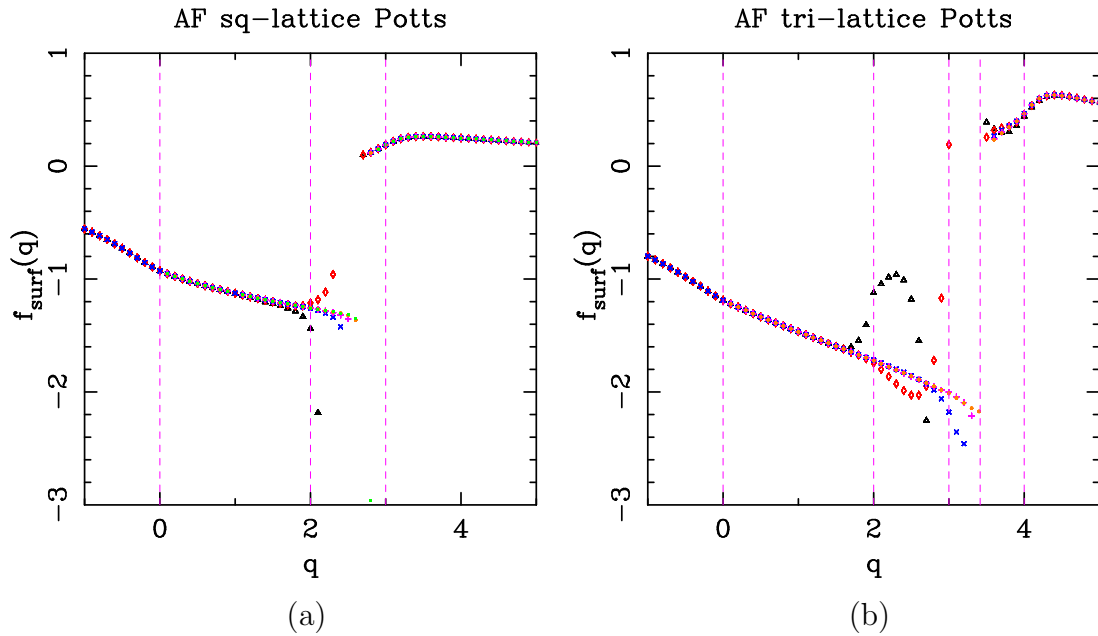 AF sq-lattice Potts
f_surf(q)
1
0
-1
-2
-3
0
2
4
q
(a)
AF tri-lattice Potts
f_surf(q)
1
0
-1
-2
-3
0
2
4
q
(b)